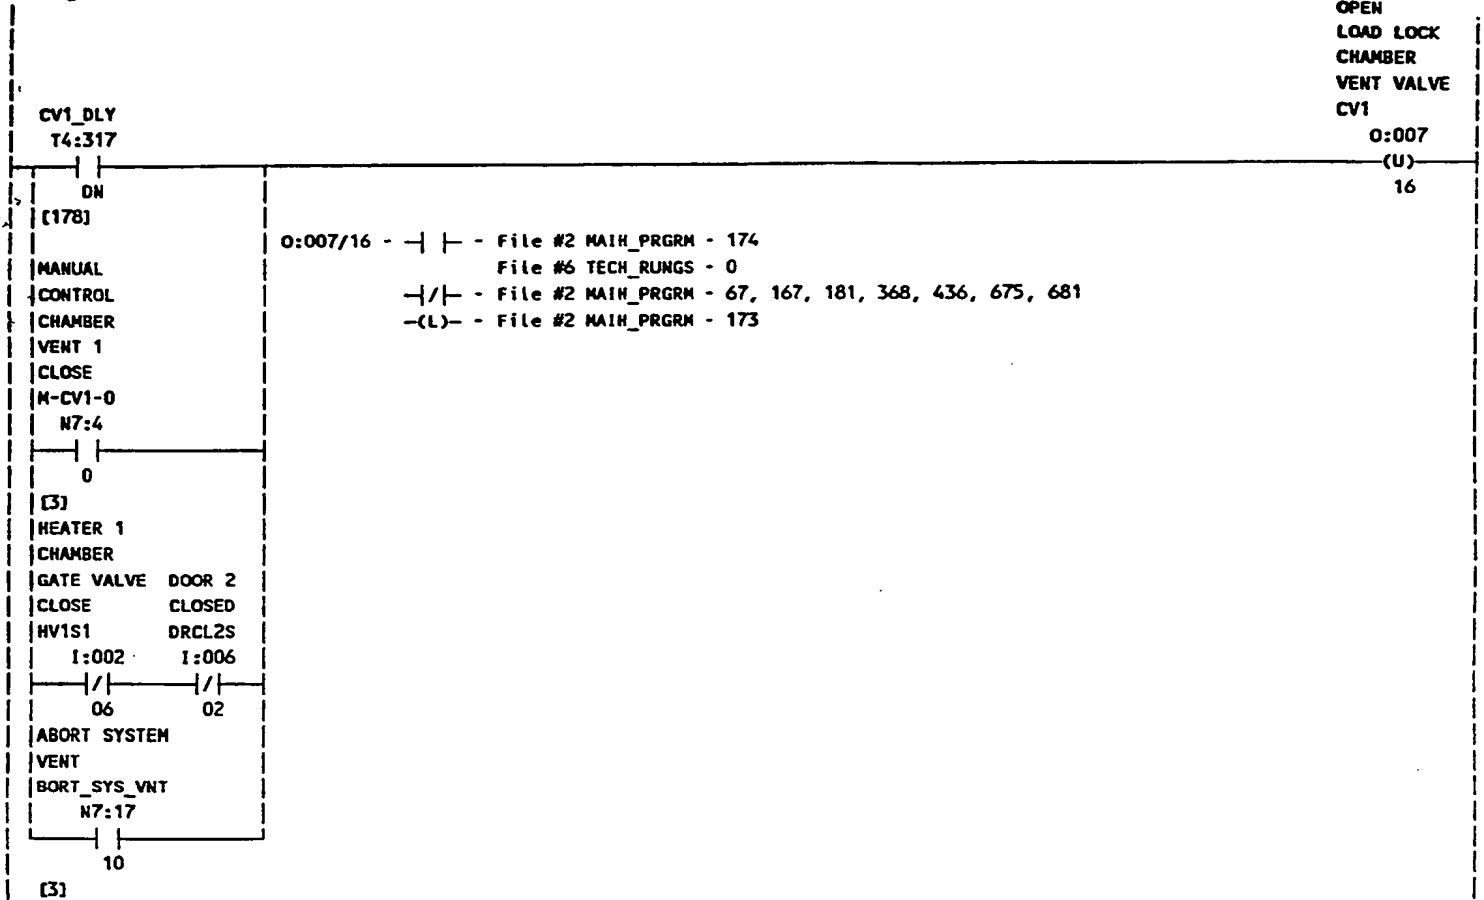 OPEN
LOAD LOCK
CHAMBER
VENT VALVE
CV1
O:007
(U)
16
CV1_DLY
T4:317
DN
[178]
O:007/16 - ┤ ├ - File #2 MAIN_PRGRM - 174
File #6 TECH_RUNGS - 0
┤/├ - File #2 MAIN_PRGRM - 67, 167, 181, 368, 436, 675, 681
-(L)- - File #2 MAIN_PRGRM - 173
MANUAL
CONTROL
CHAMBER
VENT 1
CLOSE
M-CV1-0
N7:4
0
[3]
HEATER 1
CHAMBER
GATE VALVE DOOR 2
CLOSE CLOSED
HV1S1 DRCL2S
I:002 I:006
┤/├ ┤/├
06 02
ABORT SYSTEM
VENT
BORT_SYS_VNT
N7:17
10
[3]